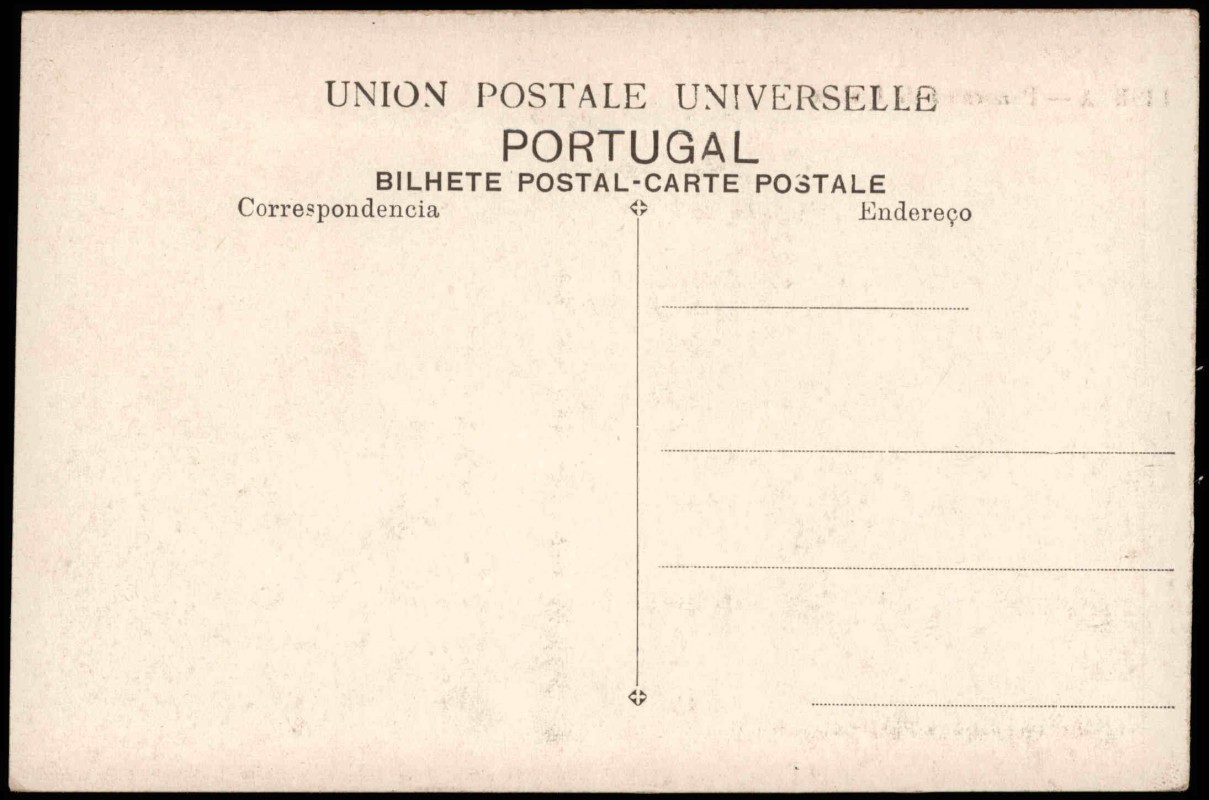 UNION POSTALE UNIVERSELLE
PORTUGAL
BILHETE POSTAL-CARTE POSTALE
Correspondencia
Endereço